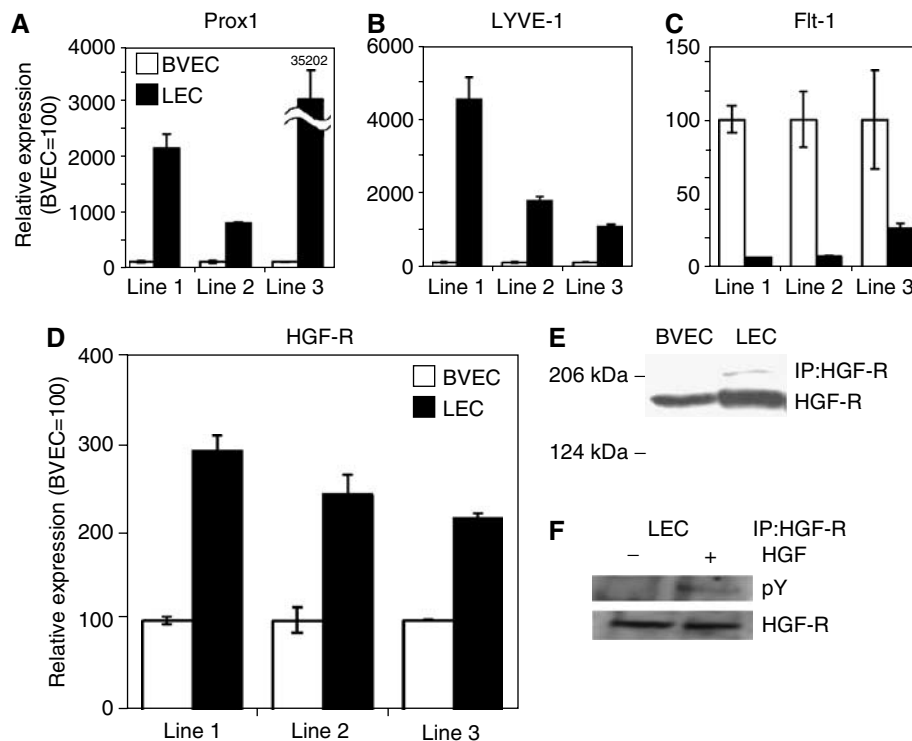 A Prox1
Relative expression
(BVEC=100)
4000
3000
2000
1000
0
BVEC
LEC
35202
Line 1 Line 2 Line 3
B LYVE-1
6000
4000
2000
0
Line 1 Line 2 Line 3
C Flt-1
150
100
50
25
0
Line 1 Line 2 Line 3
D HGF-R
Relative expression (BVEC=100)
400
300
200
100
0
BVEC
LEC
Line 1 Line 2 Line 3
E BVEC LEC
206 kDa – IP:HGF-R
HGF-R
124 kDa –
F LEC IP:HGF-R
– + HGF
pY
HGF-R